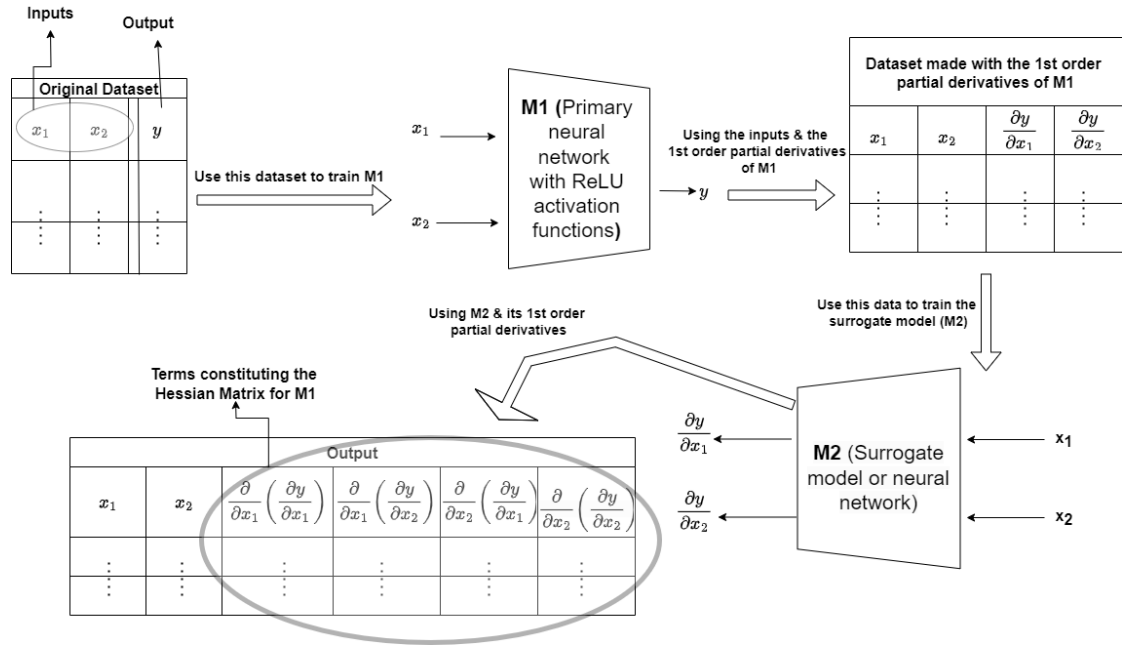 Inputs
Output
Original Dataset
x₁ x₂ y
⋮ ⋮ ⋮
Use this dataset to train M1
x₁
x₂
M1 (Primary
neural
network
with ReLU
activation
functions)
y
Using the inputs & the
1st order partial derivatives
of M1
Dataset made with the 1st order
partial derivatives of M1
x₁ x₂ ∂y/∂x₁ ∂y/∂x₂
⋮ ⋮ ⋮ ⋮
Use this data to train the
surrogate model (M2)
x₁
x₂
M2 (Surrogate
model or neural
network)
∂y/∂x₁
∂y/∂x₂
Using M2 & its 1st order
partial derivatives
Terms constituting the
Hessian Matrix for M1
Output
x₁ x₂ ∂/∂x₁(∂y/∂x₁) ∂/∂x₁(∂y/∂x₂) ∂/∂x₂(∂y/∂x₁) ∂/∂x₂(∂y/∂x₂)
⋮ ⋮ ⋮ ⋮ ⋮ ⋮